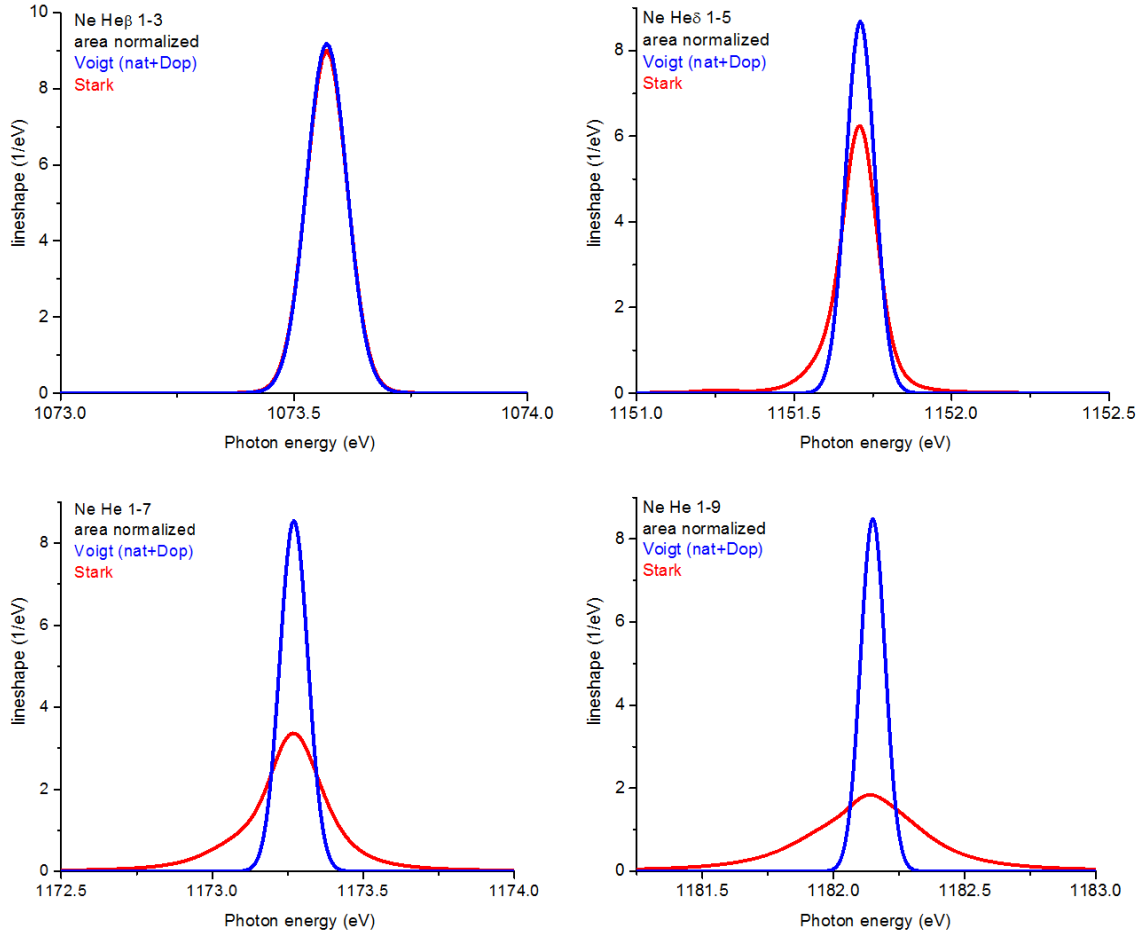 Ne Heβ 1-3
area normalized
Voigt (nat+Dop)
Stark
lineshape (1/eV)
10
8
6
4
2
0
1073.0
1073.5
1074.0
Photon energy (eV)
Ne Heδ 1-5
area normalized
Voigt (nat+Dop)
Stark
lineshape (1/eV)
8
6
4
2
0
1151.0
1151.5
1152.0
1152.5
Photon energy (eV)
Ne He 1-7
area normalized
Voigt (nat+Dop)
Stark
lineshape (1/eV)
8
6
4
2
0
1172.5
1173.0
1173.5
1174.0
Photon energy (eV)
Ne He 1-9
area normalized
Voigt (nat+Dop)
Stark
lineshape (1/eV)
8
6
4
2
0
1181.5
1182.0
1182.5
1183.0
Photon energy (eV)